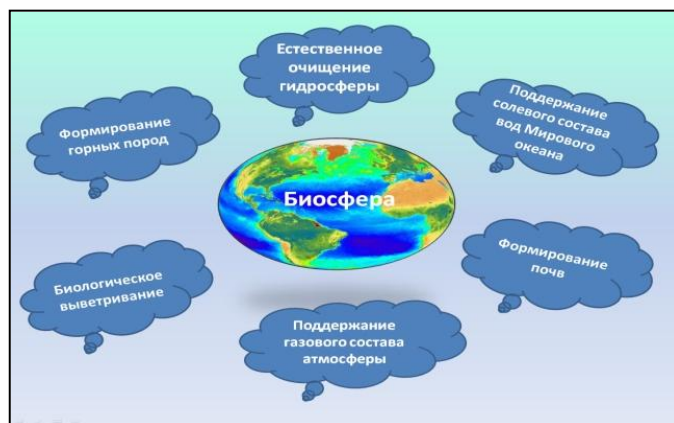 Естественное
очищение
гидросферы
Формирование
горных пород
Поддержание
солевого состава
вод Мирового
океана
Биосфера
Биологическое
выветривание
Формирование
почв
Поддержание
газового состава
атмосферы